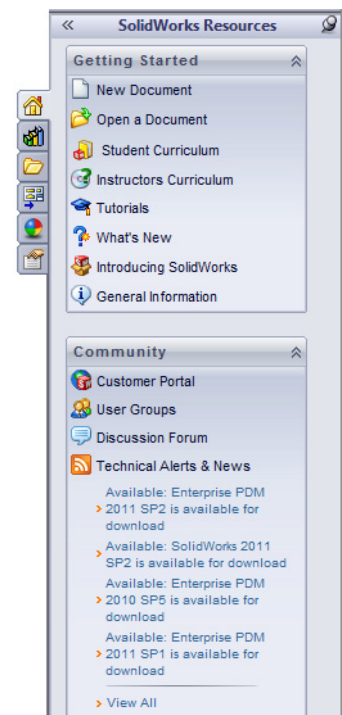 « SolidWorks Resources
Getting Started
New Document
Open a Document
Student Curriculum
Instructors Curriculum
Tutorials
What's New
Introducing SolidWorks
General Information
Community
Customer Portal
User Groups
Discussion Forum
Technical Alerts & News
Available: Enterprise PDM
2011 SP2 is available for
download
Available: SolidWorks 2011
SP2 is available for download
Available: Enterprise PDM
2010 SP5 is available for
download
Available: Enterprise PDM
2011 SP1 is available for
download
View All